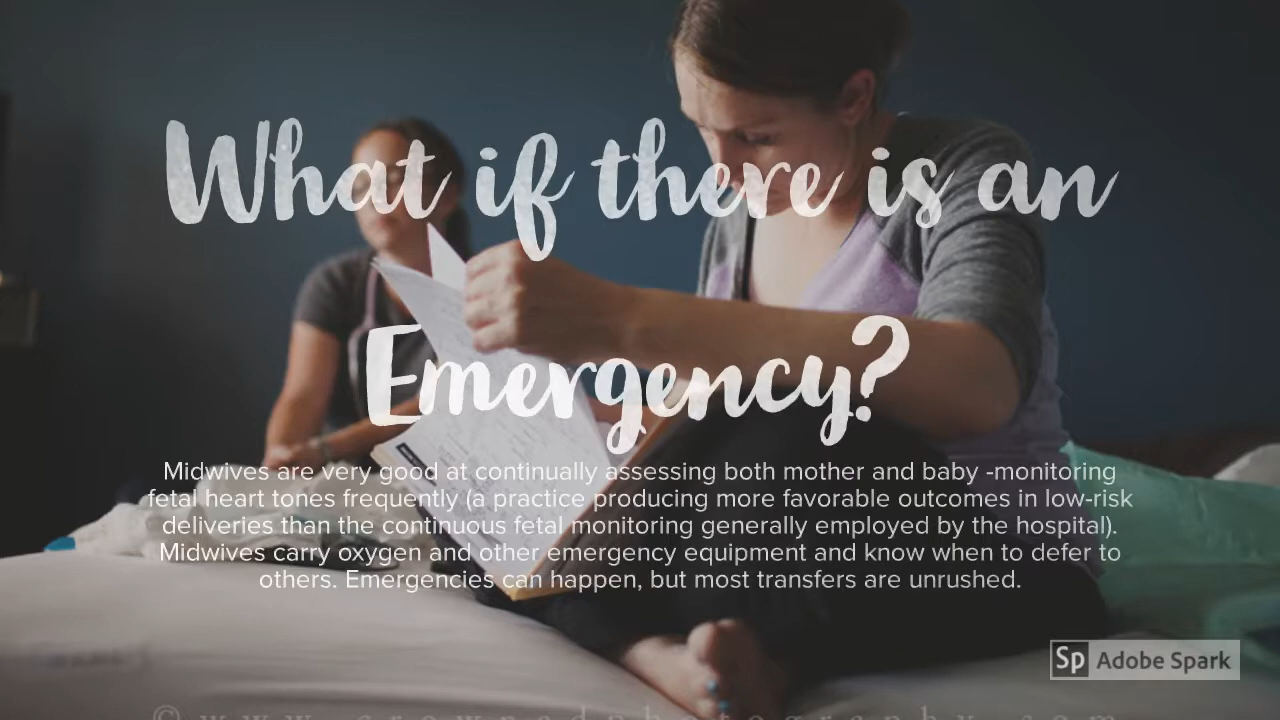 What if there is an
Emergency?
Midwives are very good at continually assessing both mother and baby -monitoring
fetal heart tones frequently (a practice producing more favorable outcomes in low-risk
deliveries than the continuous fetal monitoring generally employed by the hospital).
Midwives carry oxygen and other emergency equipment and know when to defer to
others. Emergencies can happen, but most transfers are unrushed.
Sp Adobe Spark